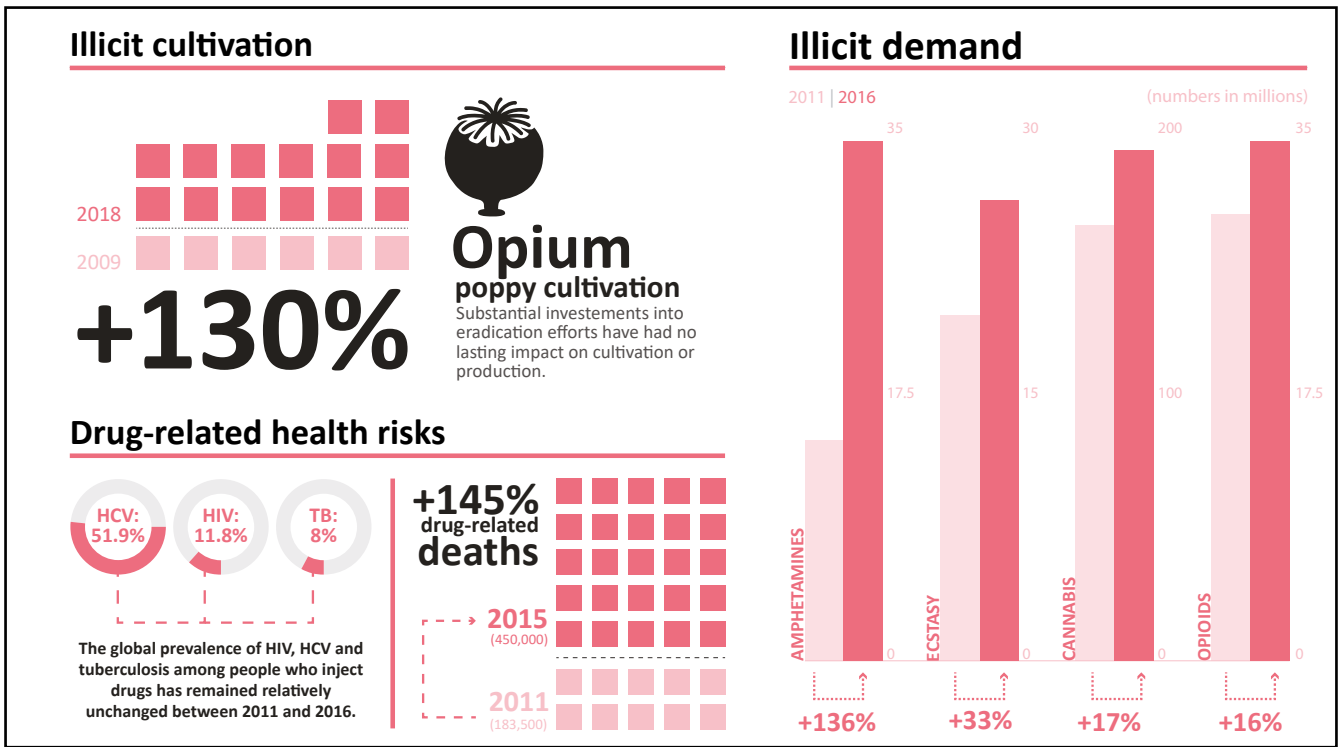 Illicit cultivation
2018
2009
+130%
Opium
poppy cultivation
Substantial investements into
eradication efforts have had no
lasting impact on cultivation or
production.
Drug-related health risks
HCV:
51.9%
HIV:
11.8%
TB:
8%
The global prevalence of HIV, HCV and
tuberculosis among people who inject
drugs has remained relatively
unchanged between 2011 and 2016.
+145%
drug-related
deaths
2015
(450,000)
2011
(183,500)
Illicit demand
2011 | 2016
(numbers in millions)
35
17.5
0
AMPHETAMINES
+136%
30
15
0
ECSTASY
+33%
200
100
0
CANNABIS
+17%
35
17.5
0
OPIOIDS
+16%